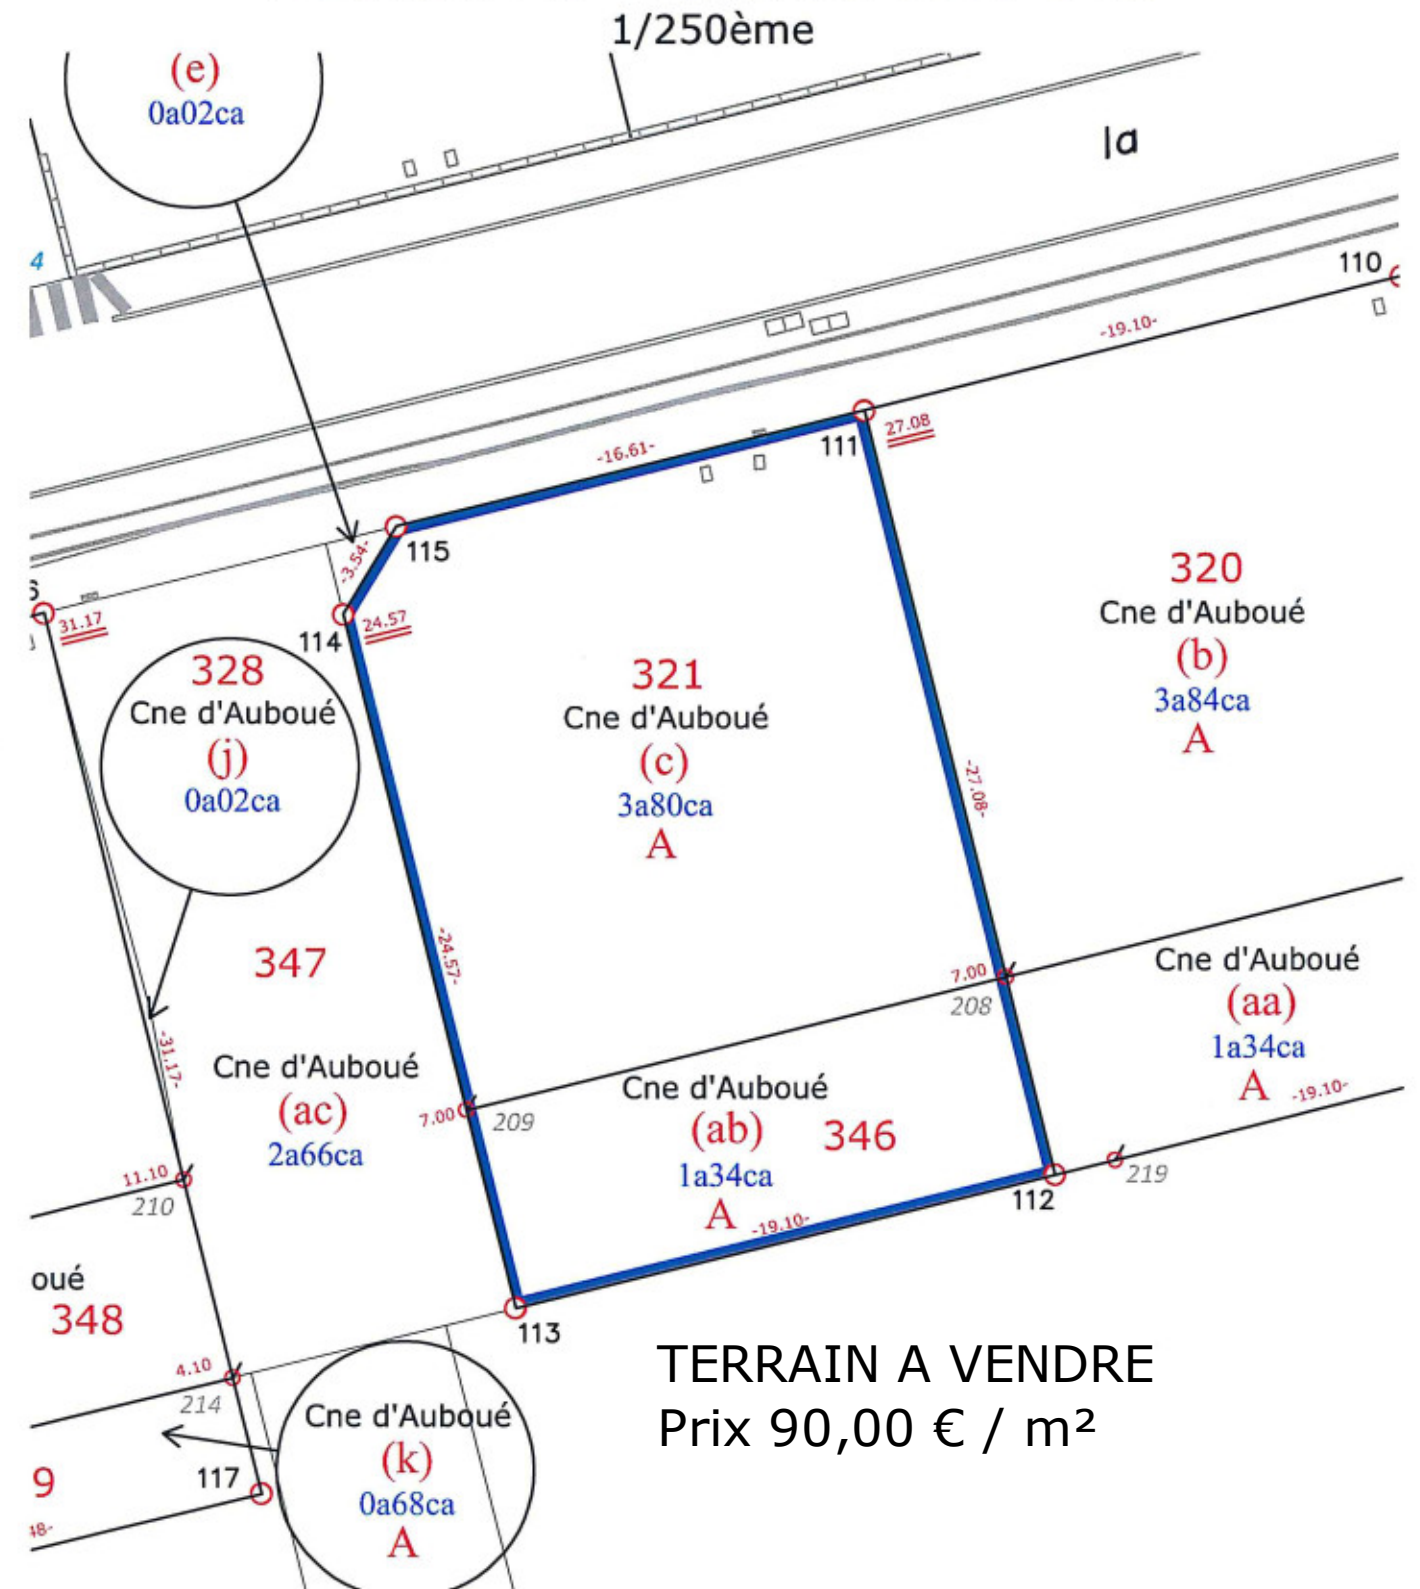 1/250ème
(e)
0a02ca
la
4
110
-19.10-
27.08
111
-16.61-
115
-3.54-
31.17
24.57
114
328
Cne d'Auboué
(j)
0a02ca
321
Cne d'Auboué
(c)
3a80ca
A
320
Cne d'Auboué
(b)
3a84ca
A
-27.08-
347
-24.57-
7.00
208
Cne d'Auboué
(aa)
1a34ca
A
-19.10-
-31.17-
Cne d'Auboué
(ac)
2a66ca
7.00
209
Cne d'Auboué
(ab)
346
1a34ca
A
-19.10-
11.10
210
112
219
oué
348
113
4.10
214
TERRAIN A VENDRE
Prix 90,00 € / m²
Cne d'Auboué
(k)
0a68ca
A
9
117
48-